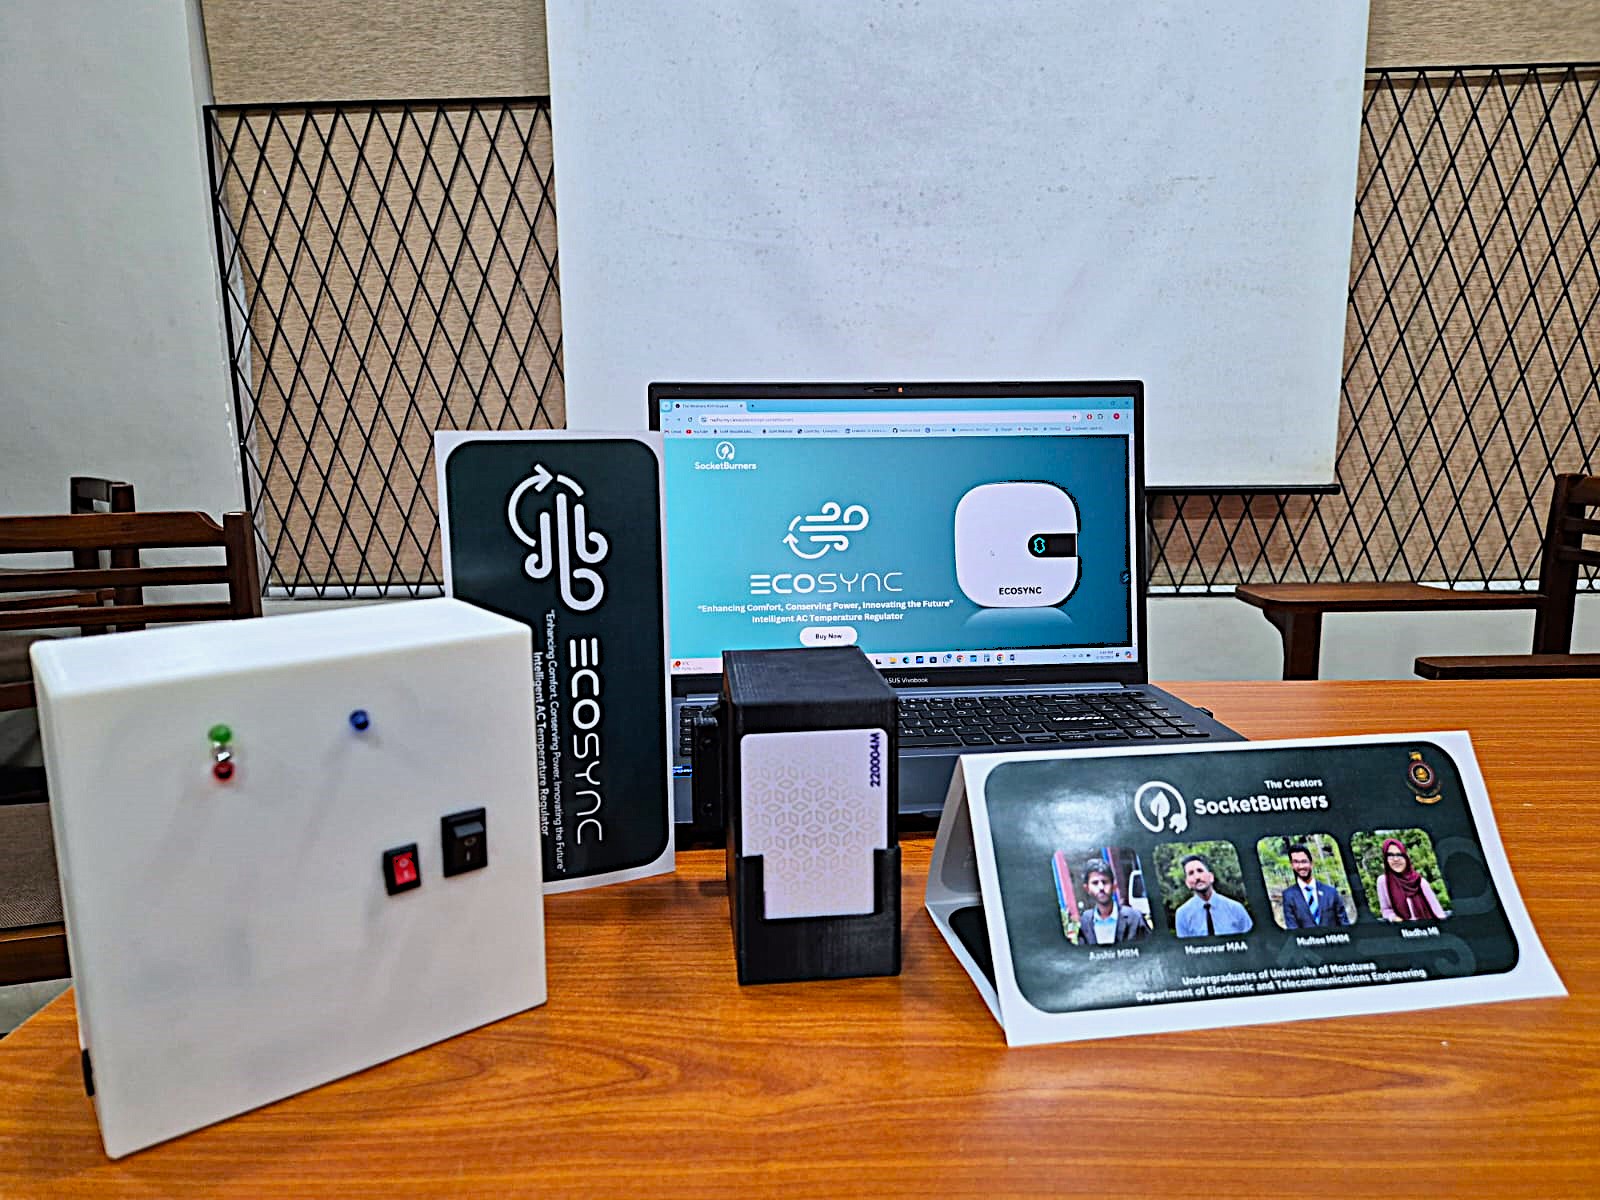 SocketBurners
ECOSYNC
"Enhancing Comfort, Conserving Power, Innovating the Future"
Intelligent AC Temperature Regulator
Buy Now
ECOSYNC
ASUS Vivobook
ECOSYNC
"Enhancing Comfort, Conserving Power, Innovating the Future"
Intelligent AC Temperature Regulator
220004M
The Creators
SocketBurners
Aashir MRM
Munavvar MAA
Multee MMM
Nadha MI
Undergraduates of University of Moratuwa
Department of Electronic and Telecommunications Engineering